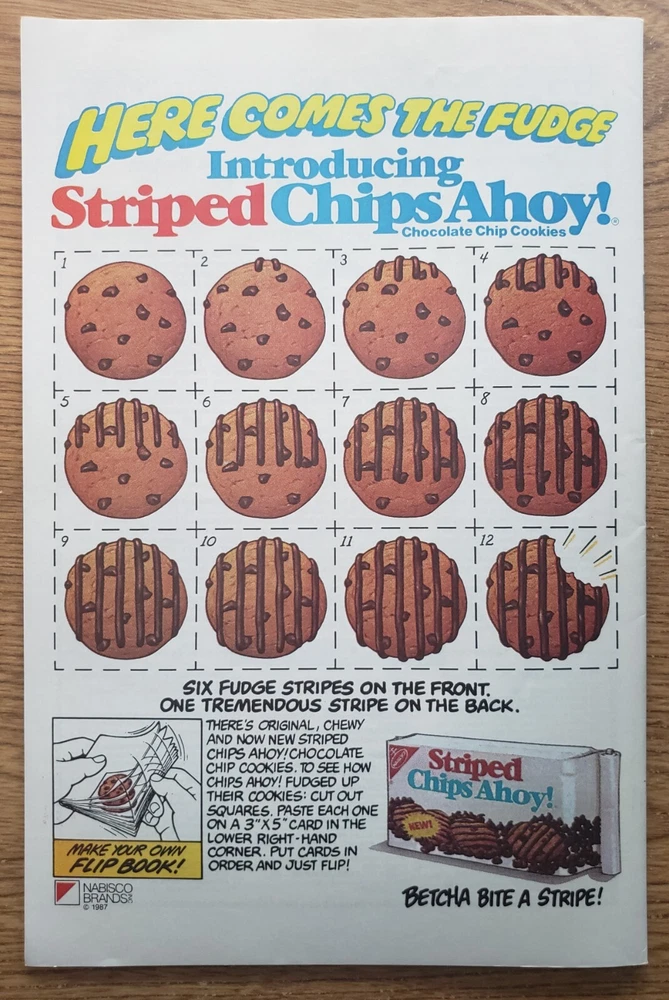 HERE COMES THE FUDGE
Introducing
Striped Chips Ahoy!®
Chocolate Chip Cookies
1 2 3 4
5 6 7 8
9 10 11 12
SIX FUDGE STRIPES ON THE FRONT.
ONE TREMENDOUS STRIPE ON THE BACK.
THERE'S ORIGINAL, CHEWY
AND NOW NEW STRIPED
CHIPS AHOY! CHOCOLATE
CHIP COOKIES. TO SEE HOW
CHIPS AHOY! FUDGED UP
THEIR COOKIES: CUT OUT
SQUARES. PASTE EACH ONE
ON A 3"X5" CARD IN THE
LOWER RIGHT-HAND
CORNER. PUT CARDS IN
ORDER AND JUST FLIP!
MAKE YOUR OWN
FLIP BOOK!
NABISCO
BRANDS
© 1987
NABISCO
Striped
Chips Ahoy!
NEW!
BETCHA BITE A STRIPE!